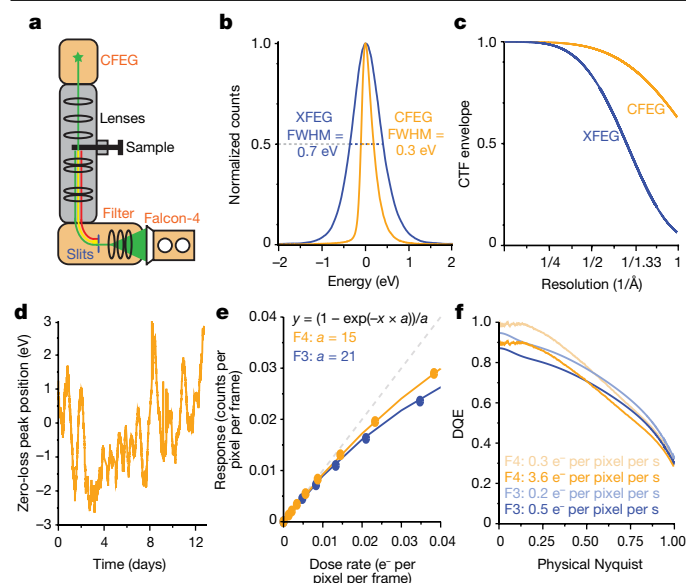 a
CFEG
Lenses
Sample
Filter
Falcon-4
Slits
b
Normalized counts
1.0
0.5
0
XFEG
FWHM =
0.7 eV
CFEG
FWHM =
0.3 eV
−2
−1
0
1
2
Energy (eV)
c
CTF envelope
1.0
0.5
0
CFEG
XFEG
1/4
1/2
1/1.33
1
Resolution (1/Å)
d
Zero-loss peak position (eV)
3
2
1
0
−1
−2
−3
0
4
8
12
Time (days)
e
Response (counts per
pixel per frame)
0.04
0.03
0.02
0.01
0
y = (1 − exp(−x × a))/a
F4: a = 15
F3: a = 21
0
0.01
0.02
0.03
0.04
Dose rate (e⁻ per
pixel per frame)
f
DQE
1.0
0.8
0.6
0.4
0.2
0
F4: 0.3 e⁻ per pixel per s
F4: 3.6 e⁻ per pixel per s
F3: 0.2 e⁻ per pixel per s
F3: 0.5 e⁻ per pixel per s
0
0.25
0.50
0.75
1.00
Physical Nyquist